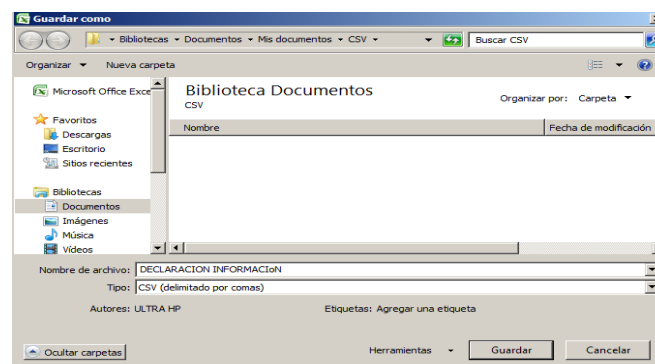 Guardar como
Bibliotecas Documentos Mis documentos CSV Buscar CSV
Organizar Nueva carpeta
Microsoft Office Exce
Biblioteca Documentos
CSV
Organizar por: Carpeta
Favoritos
Nombre Fecha de modificación
Descargas
Escritorio
Sitios recientes
Bibliotecas
Documentos
Imágenes
Música
Vídeos
Nombre de archivo: DECLARACION INFORMACIoN
Tipo: CSV (delimitado por comas)
Autores: ULTRA HP Etiquetas: Agregar una etiqueta
Ocultar carpetas Herramientas Guardar Cancelar